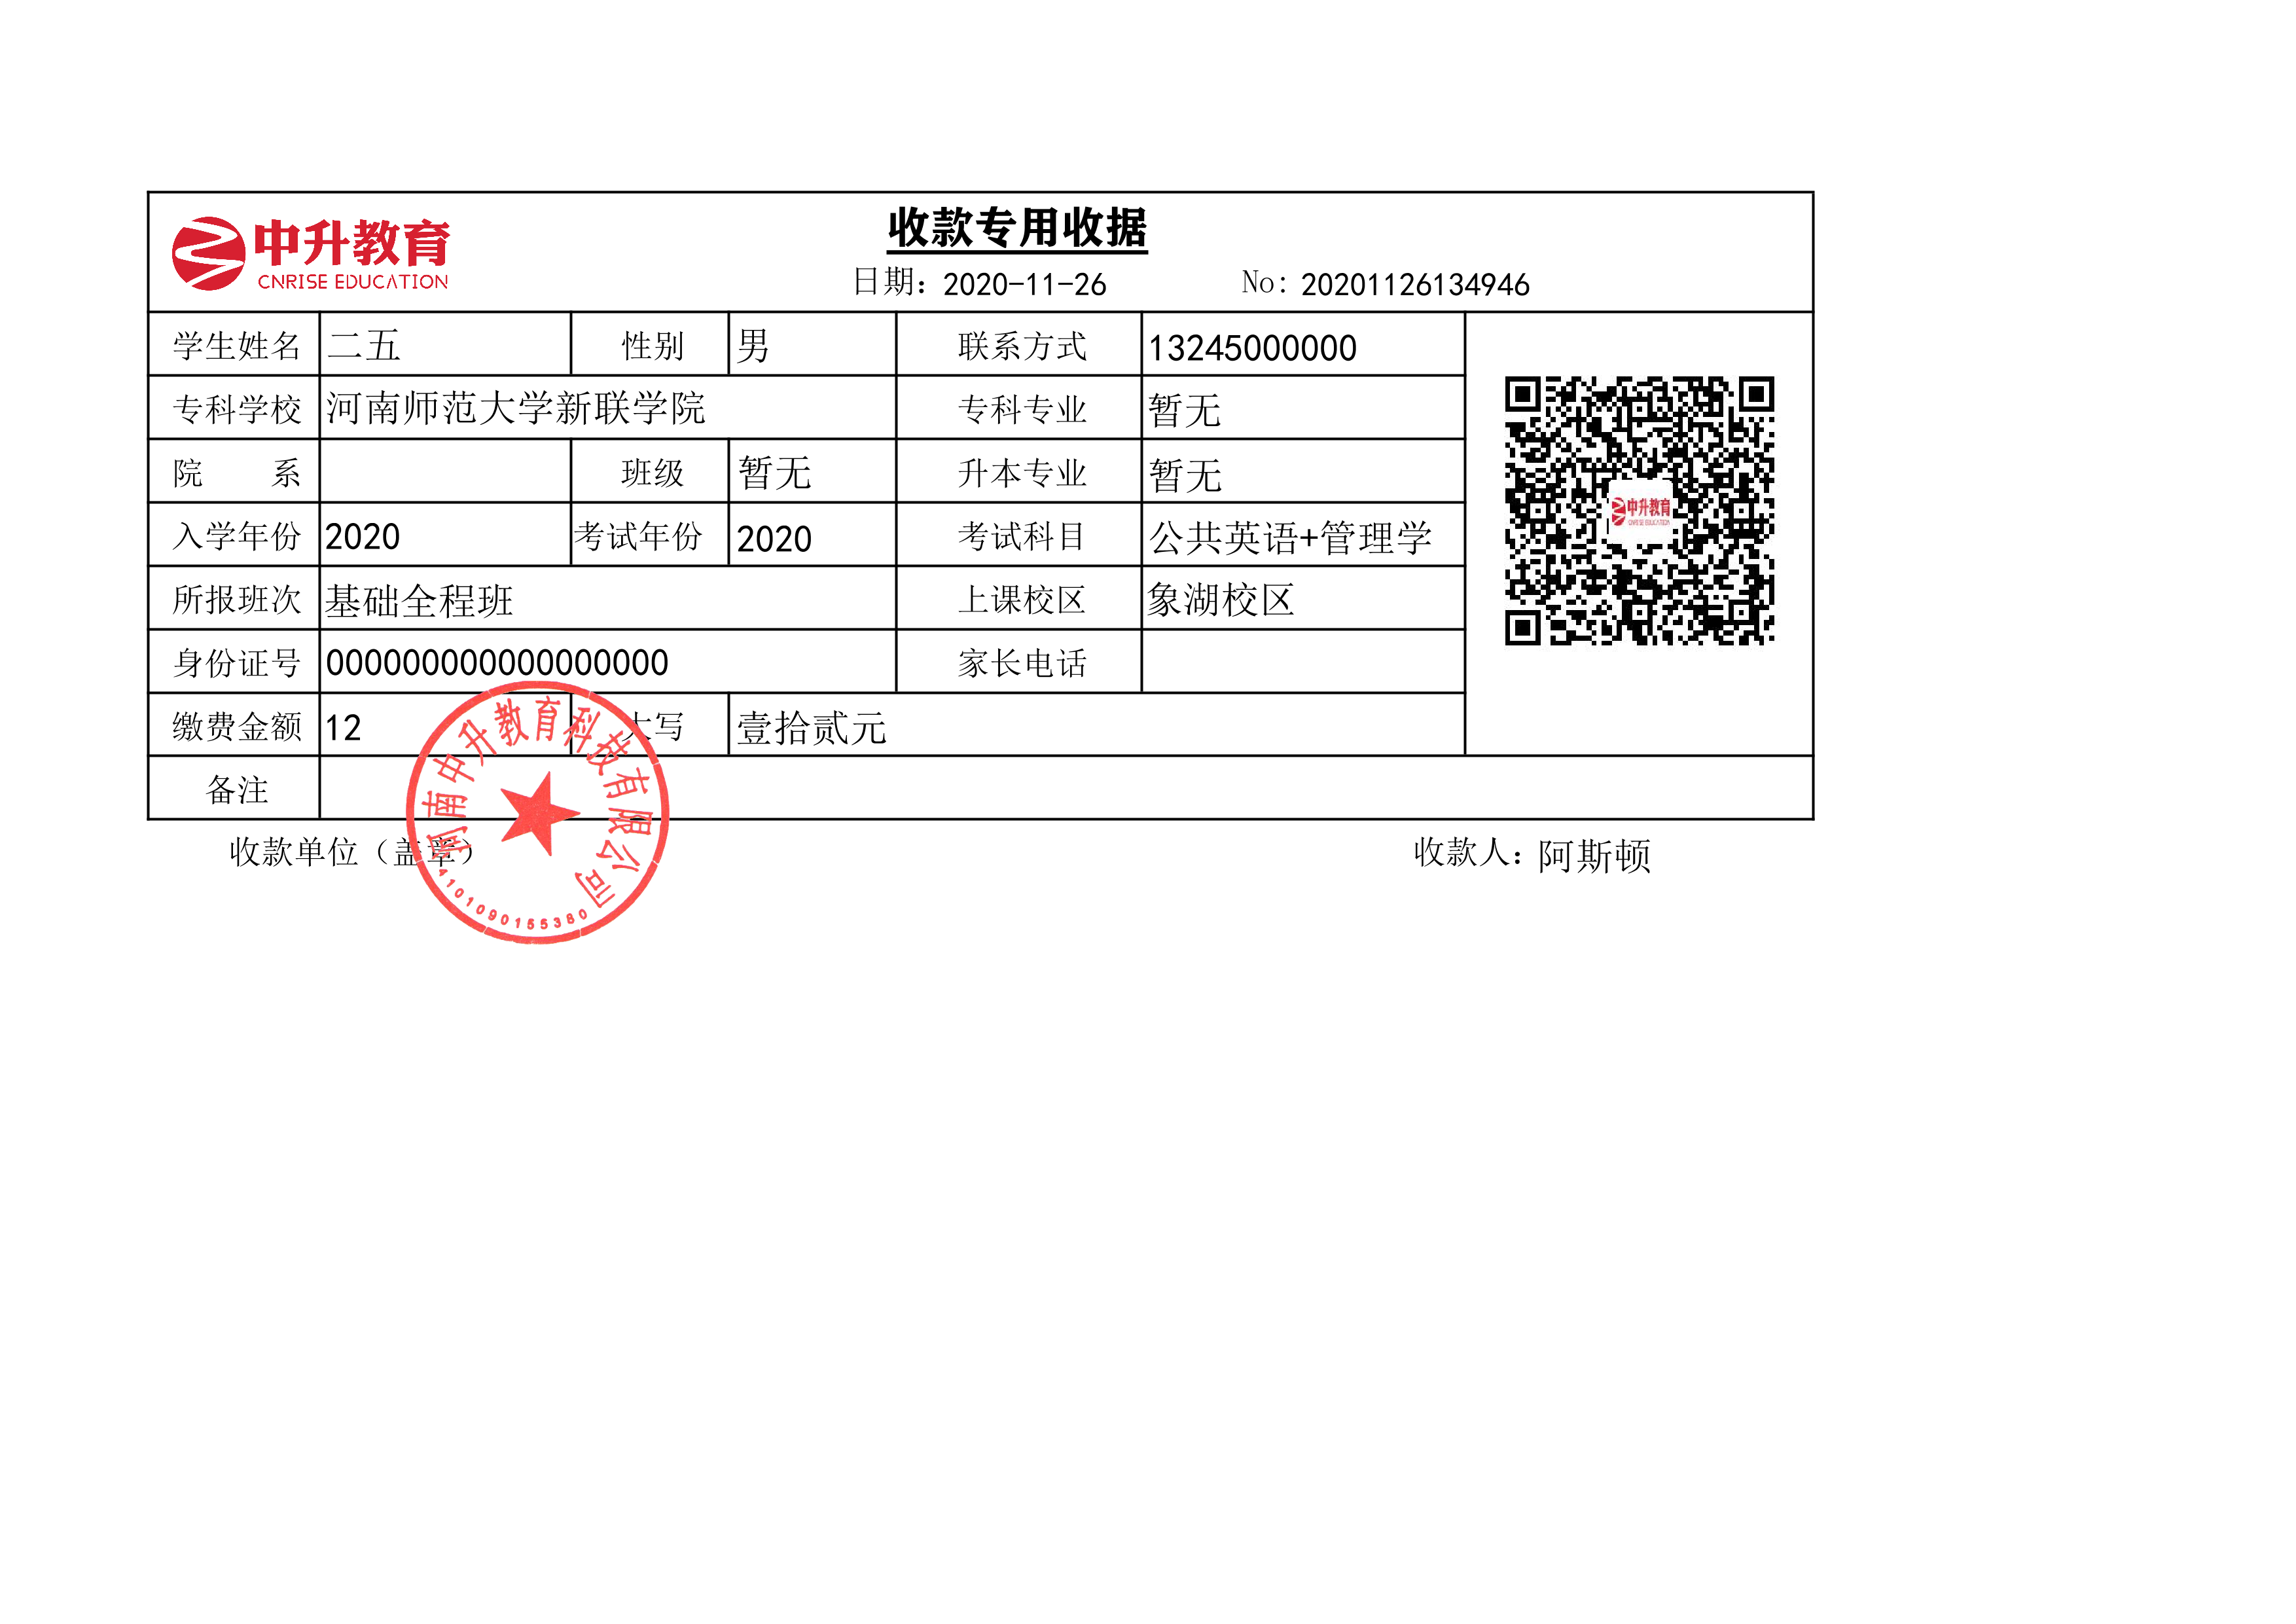 中升教育
CNRISE EDUCATION
收款专用收据
日期：2020-11-26 No：20201126134946
学生姓名 二五 性别 男 联系方式 13245000000
专科学校 河南师范大学新联学院 专科专业 暂无
院 系 班级 暂无 升本专业 暂无
中升教育
CNRISE EDUCATION
入学年份 2020 考试年份 2020 考试科目 公共英语+管理学
所报班次 基础全程班 上课校区 象湖校区
身份证号 000000000000000000 家长电话
缴费金额 12 大写 壹拾贰元
备注
河南中升教育科技有限公司
4101090155380
收款单位（盖章） 收款人：阿斯顿